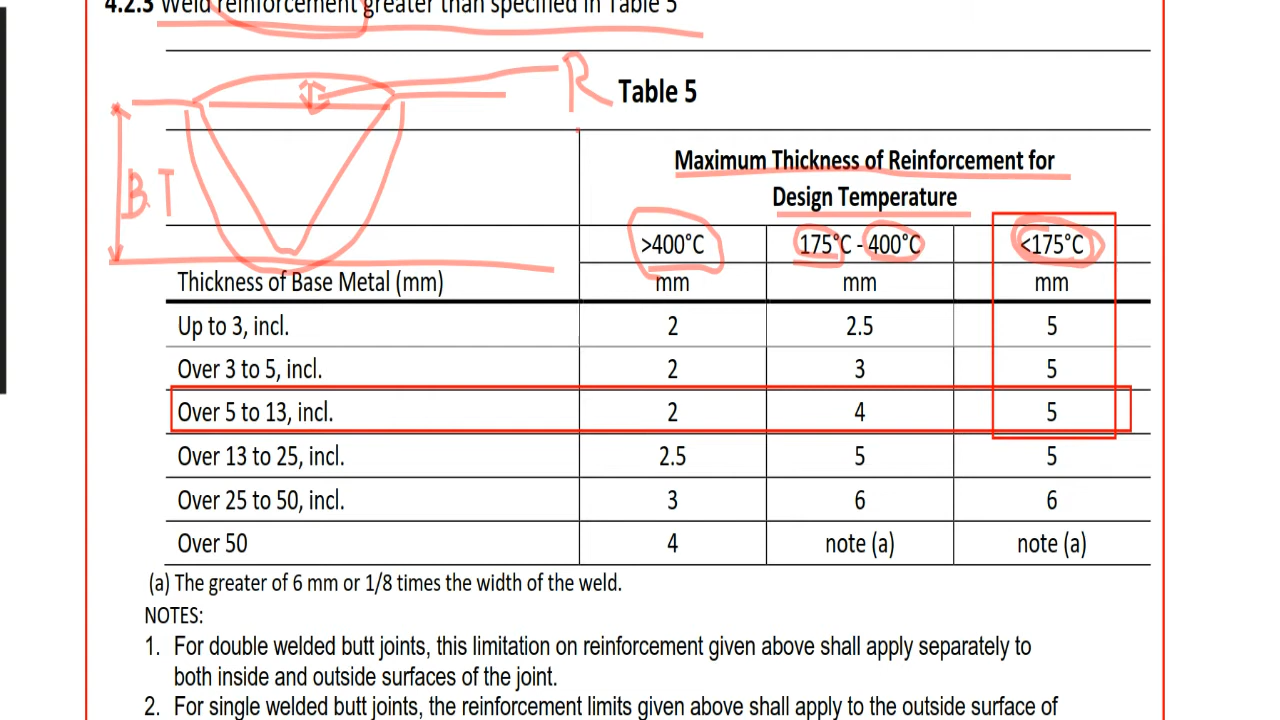 4.2.3 Weld reinforcement greater than specified in Table 5
R
Table 5
B T
Maximum Thickness of Reinforcement for
Design Temperature
>400°C 175°C - 400°C <175°C
Thickness of Base Metal (mm) mm mm mm
Up to 3, incl. 2 2.5 5
Over 3 to 5, incl. 2 3 5
Over 5 to 13, incl. 2 4 5
Over 13 to 25, incl. 2.5 5 5
Over 25 to 50, incl. 3 6 6
Over 50 4 note (a) note (a)
(a) The greater of 6 mm or 1/8 times the width of the weld.
NOTES:
1. For double welded butt joints, this limitation on reinforcement given above shall apply separately to
both inside and outside surfaces of the joint.
2. For single welded butt joints, the reinforcement limits given above shall apply to the outside surface of